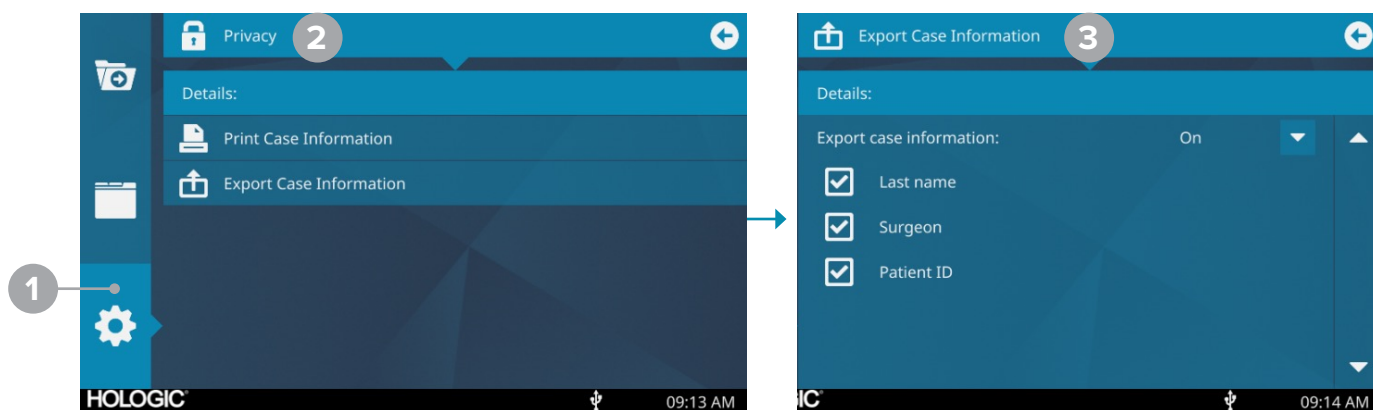 Privacy
2
Details:
Print Case Information
Export Case Information
1
HOLOGIC®
09:13 AM
Export Case Information
3
Details:
Export case information: On
Last name
Surgeon
Patient ID
IC®
09:14 AM